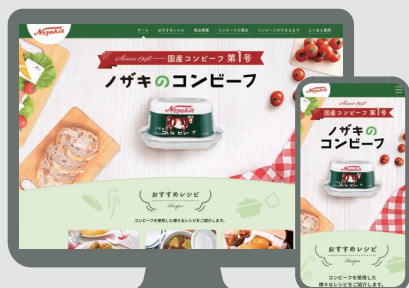 Nozaki's
ホーム おすすめレシピ 商品情報 コンビーフの歴史 コンビーフができるまで よくある質問
Since 1948 国産コンビーフ 第1号
ノザキのコンビーフ
おすすめレシピ
Recipes
コンビーフを使用した様々なレシピをご紹介します。
Nozaki's
Since 1948
国産コンビーフ 第1号
ノザキの
コンビーフ
おすすめレシピ
Recipes
コンビーフを使用した
様々なレシピをご紹介します。